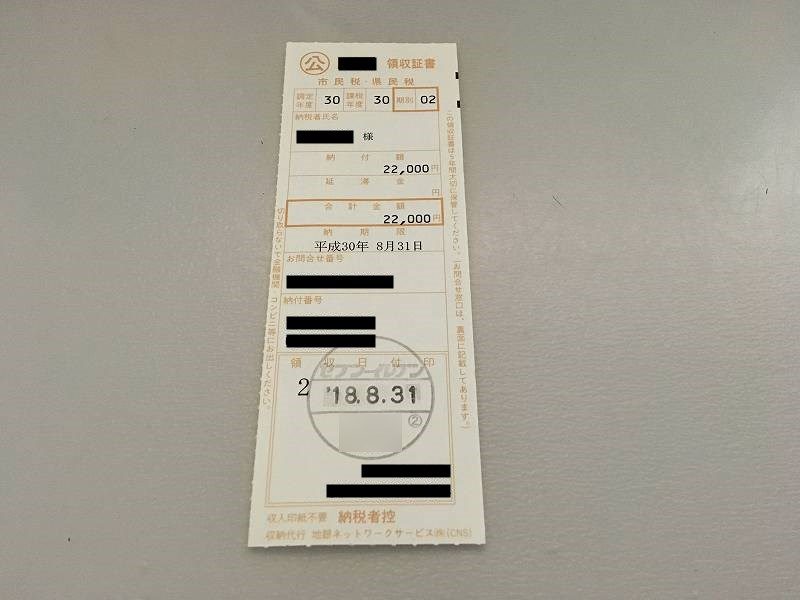 公 領収証書
市民税・県民税
調定年度 30 課税年度 30 期別 02
納税者氏名
様
納付額
22,000円
延滞金
円
合計金額
22,000円
納期限
平成30年 8月31日
お問合せ番号
納付番号
領収日付印
セブンーイレブン
2
'18.8.31
②
収入印紙不要 納税者控
収納代行 地銀ネットワークサービス㈱(CNS)
切り取らないで金融機関・コンビニ等にお出しください。
この領収証書は5年間大切に保管してください。(お問合せ窓口は、裏面に記載してあります。)